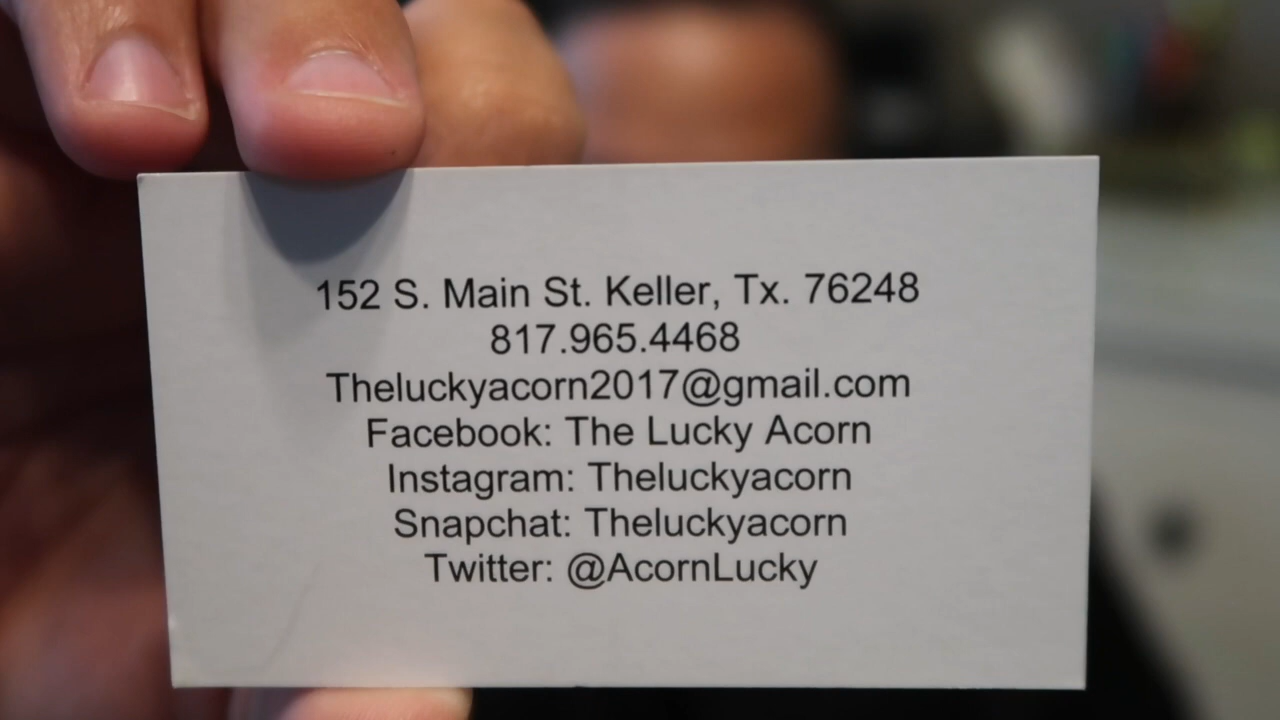 152 S. Main St. Keller, Tx. 76248
817.965.4468
Theluckyacorn2017@gmail.com
Facebook: The Lucky Acorn
Instagram: Theluckyacorn
Snapchat: Theluckyacorn
Twitter: @AcornLucky